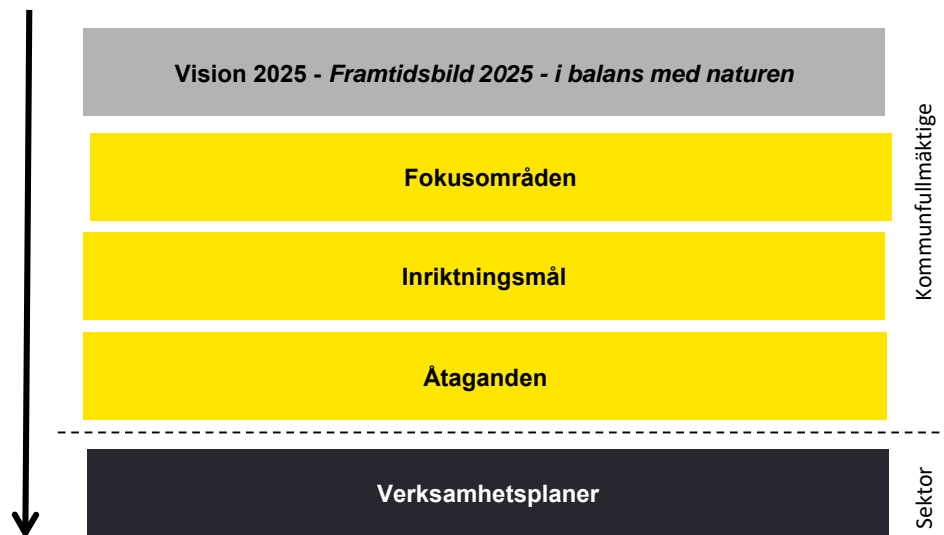 Vision 2025 - Framtidsbild 2025 - i balans med naturen
Fokusområden
Inriktningsmål
Åtaganden
Kommunfullmäktige
Verksamhetsplaner
Sektor